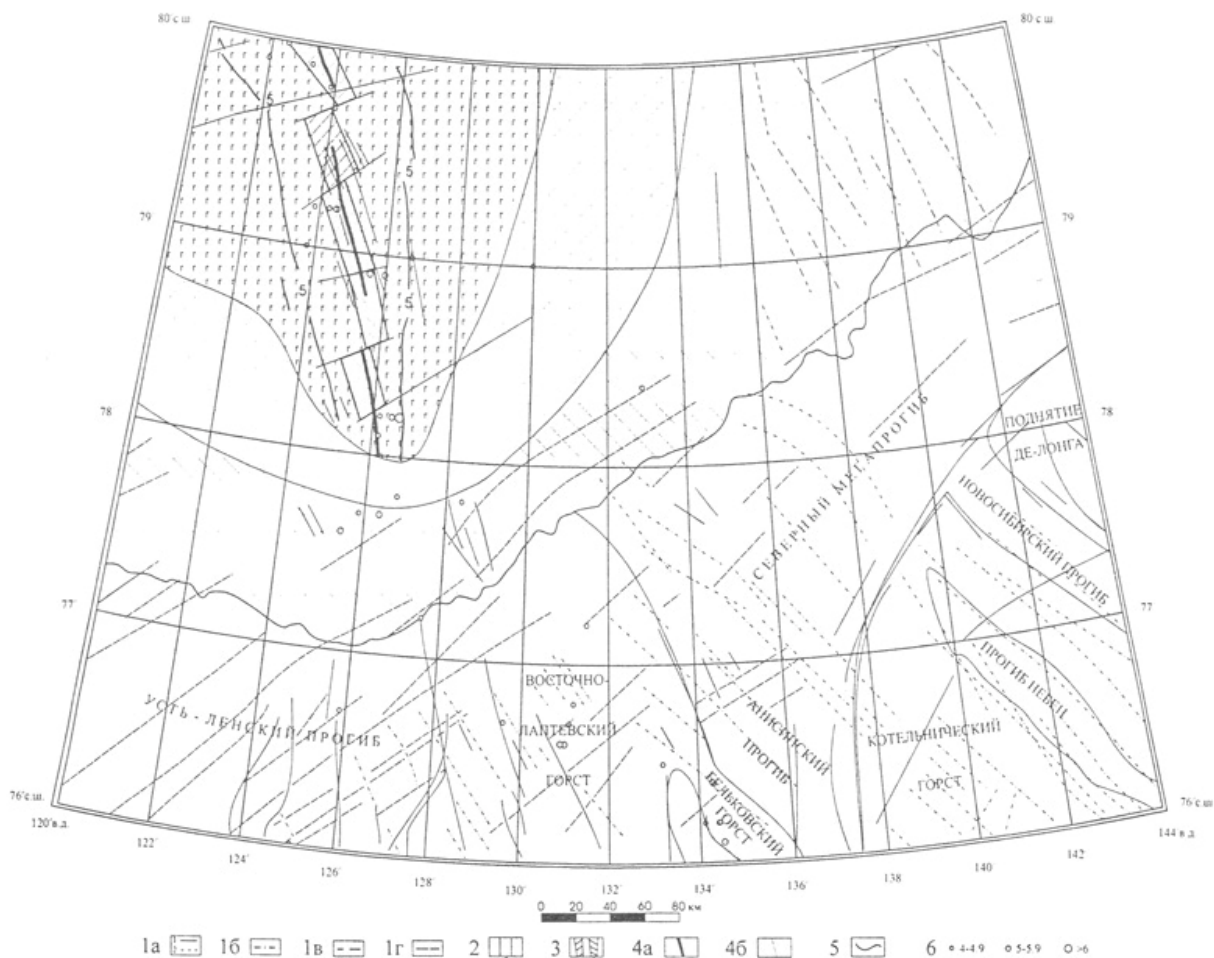 80°с ш
80 с ш
5
5
79
79
5
5
78
78
ПОДНЯТИЕ
ДЕ-ЛОНГА
СЕВЕРНЫЙ МЕГАПРОГИБ
НОВОСИБИРСКИЙ ПРОГИБ
77°
77
ПРОГИБ НЕРПИ
УСТЬ - ЛЕНСКИЙ ПРОГИБ
ВОСТОЧНО-
ЛАПТЕВСКИЙ
ГОРСТ
АНИСИНСКИЙ
ПРОГИБ
КОТЕЛЬНИЧЕСКИЙ
ГОРСТ
БЕЛЬКОВСКИЙ
ГОРСТ
76°с.ш.
76°с.ш
120°в.д.
144 в.д.
122°
124°
126°
128°
130°
132°
134
136
138
140
142
0 20 40 60 80 км
1а 1б 1в 1г 2 3 4а 4б 5 6 4-4.9 5-5.9 >6